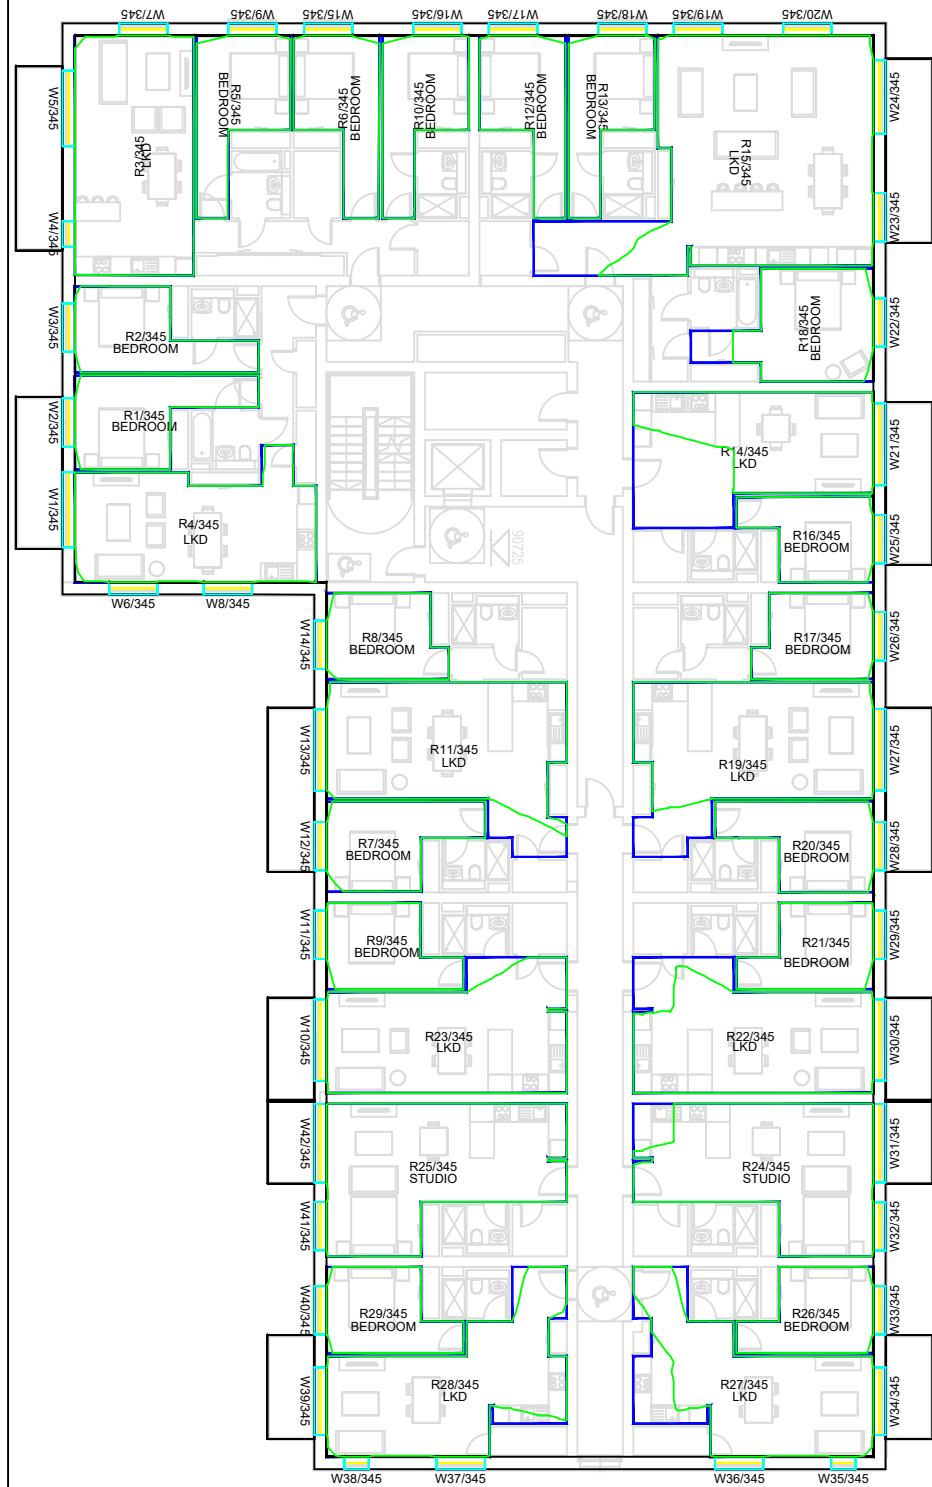 W7/345
W9/345
W15/345
W16/345
W17/345
W18/345
W19/345
W20/345
W5/345
W24/345
R3/345
LKD
R5/345
BEDROOM
R6/345
BEDROOM
R10/345
BEDROOM
R12/345
BEDROOM
R13/345
BEDROOM
R15/345
LKD
W4/345
W23/345
W3/345
R2/345
BEDROOM
R18/345
BEDROOM
W22/345
W2/345
R1/345
BEDROOM
R14/345
LKD
W21/345
W1/345
R4/345
LKD
90725
R16/345
BEDROOM
W25/345
W6/345
W8/345
W14/345
R8/345
BEDROOM
R17/345
BEDROOM
W26/345
W13/345
R11/345
LKD
R19/345
LKD
W27/345
W12/345
R7/345
BEDROOM
R20/345
BEDROOM
W28/345
W11/345
R9/345
BEDROOM
R21/345
BEDROOM
W29/345
W10/345
R23/345
LKD
R22/345
LKD
W30/345
W42/345
R25/345
STUDIO
R24/345
STUDIO
W31/345
W41/345
W32/345
W40/345
R29/345
BEDROOM
R26/345
BEDROOM
W33/345
W39/345
R28/345
LKD
R27/345
LKD
W34/345
W38/345
W37/345
W36/345
W35/345